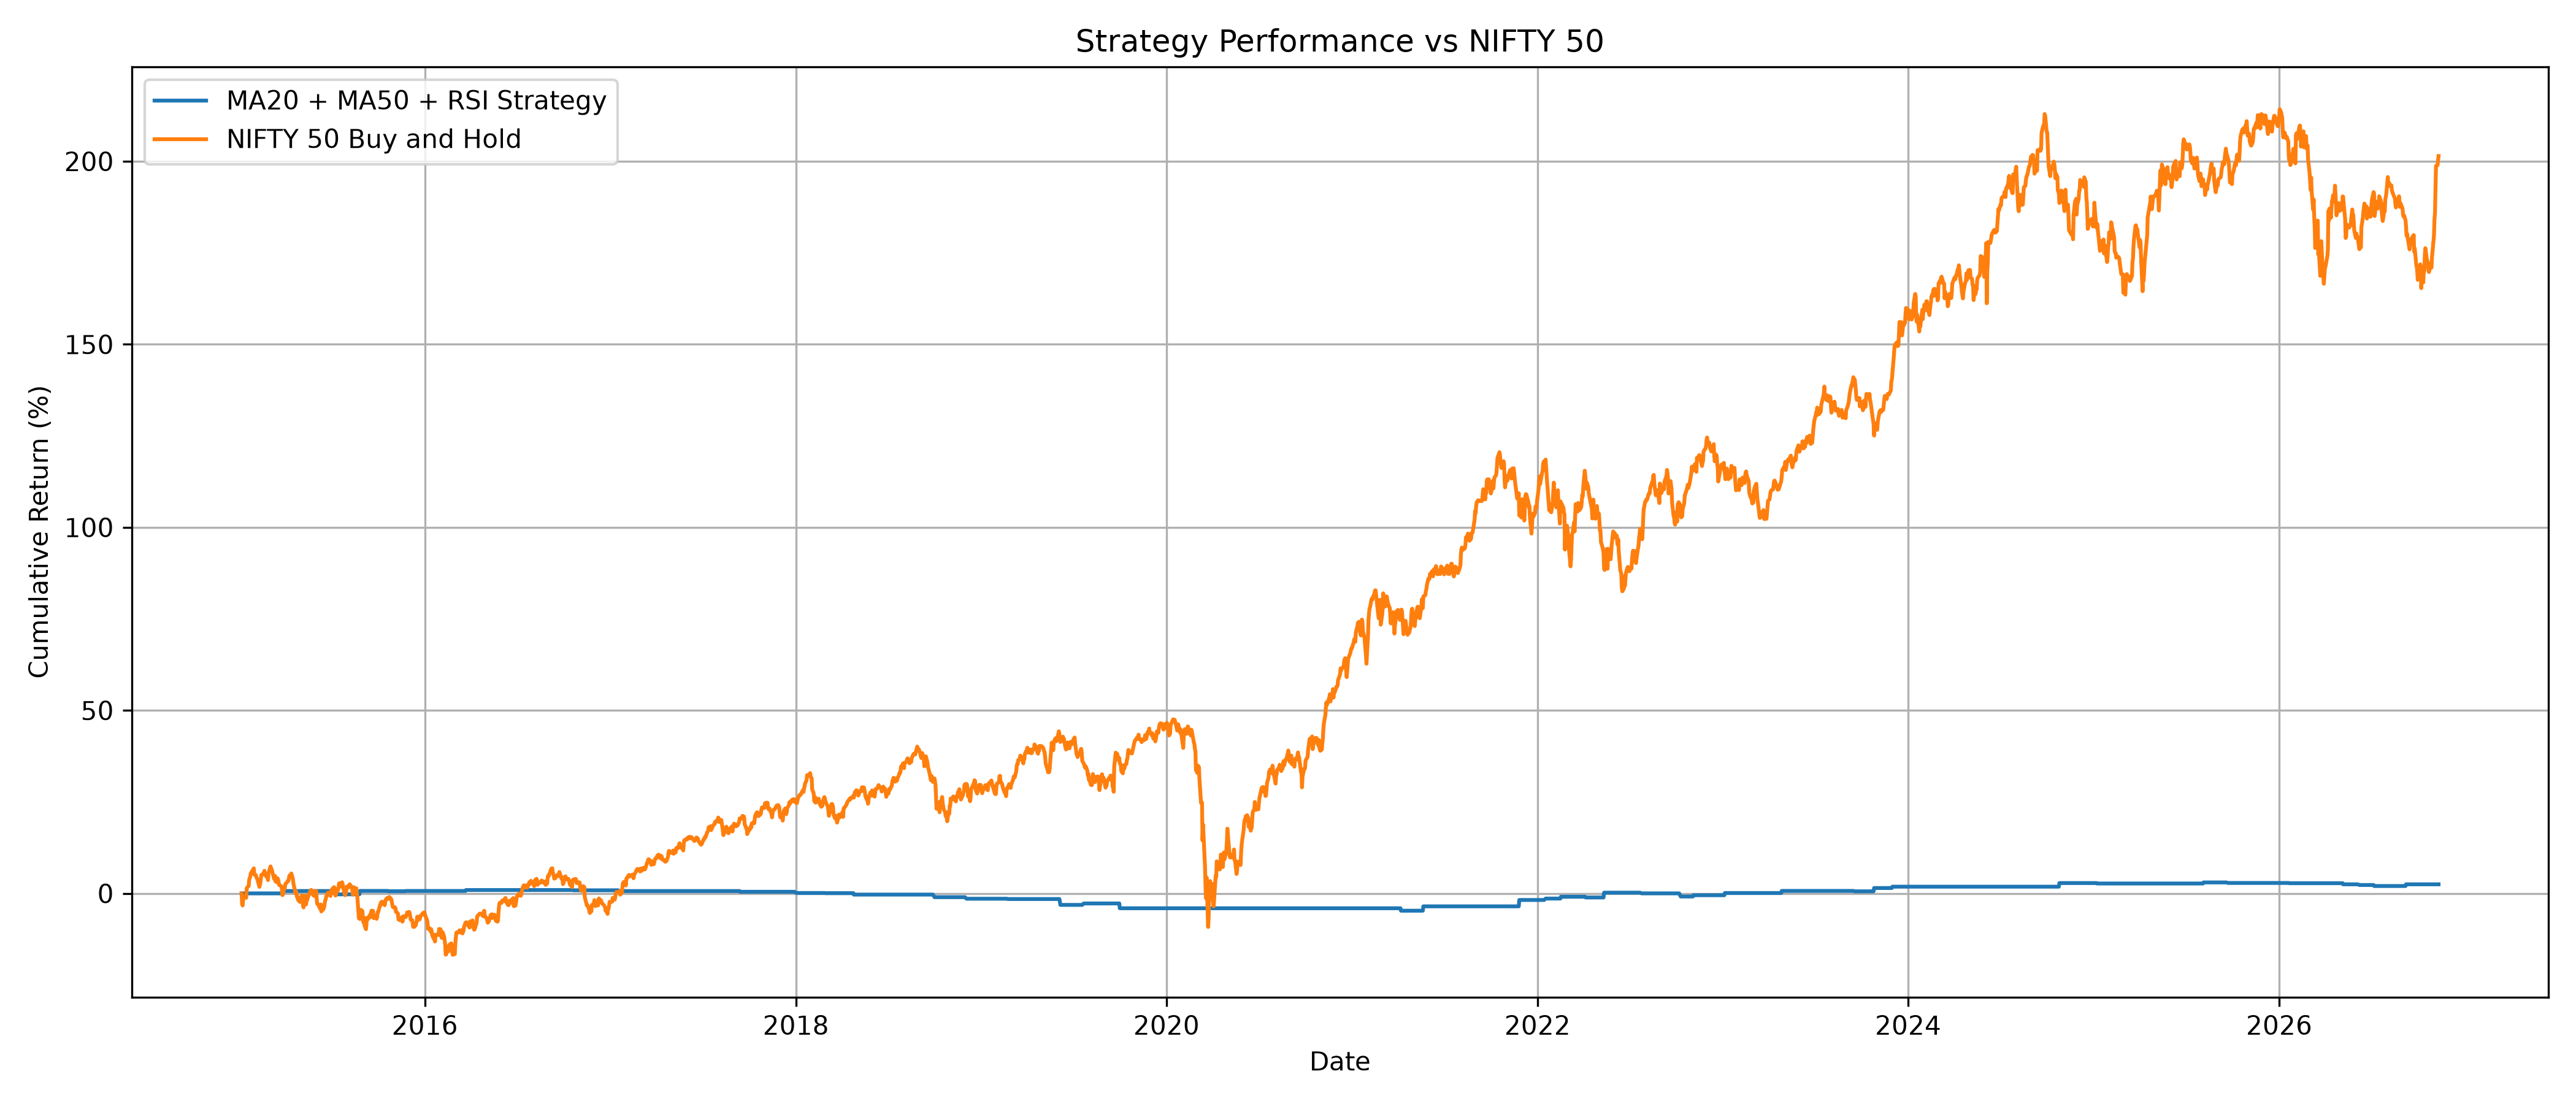 Strategy Performance vs NIFTY 50
MA20 + MA50 + RSI Strategy
NIFTY 50 Buy and Hold
Cumulative Return (%)
200
150
100
50
0
2016
2018
2020
2022
2024
2026
Date